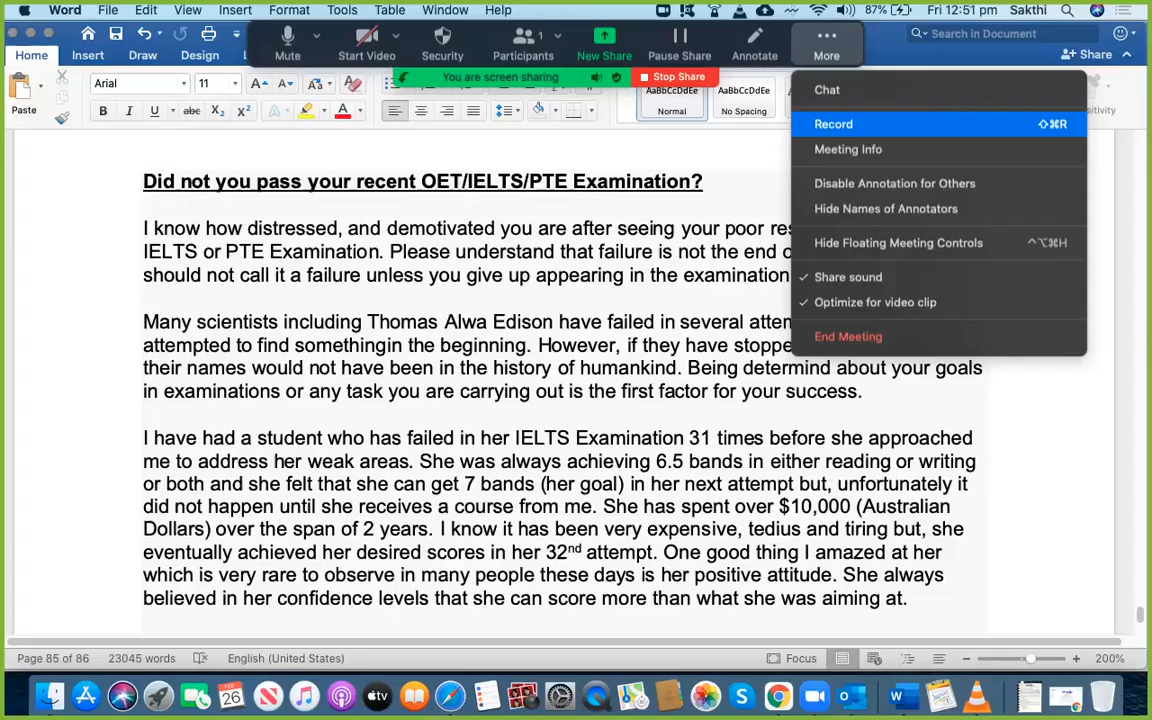 Word File Edit View Insert Format Tools Table Window Help 87% Fri 12:51 pm Sakthi
Search in Document
Home Insert Draw Design Share
Mute Start Video Security Participants 1 New Share Pause Share Annotate More
You are screen sharing Stop Share
Paste Arial 11
AaBbCcDdEe AaBbCcDdEe
Normal No Spacing
Chat
Record ⇧⌘R
Meeting Info
Disable Annotation for Others
Hide Names of Annotators
Hide Floating Meeting Controls ^⌥⌘H
✓ Share sound
✓ Optimize for video clip
End Meeting
Did not you pass your recent OET/IELTS/PTE Examination?
I know how distressed, and demotivated you are after seeing your poor res
IELTS or PTE Examination. Please understand that failure is not the end o
should not call it a failure unless you give up appearing in the examination
Many scientists including Thomas Alwa Edison have failed in several attem
attempted to find somethingin the beginning. However, if they have stoppe
their names would not have been in the history of humankind. Being determind about your goals
in examinations or any task you are carrying out is the first factor for your success.
I have had a student who has failed in her IELTS Examination 31 times before she approached
me to address her weak areas. She was always achieving 6.5 bands in either reading or writing
or both and she felt that she can get 7 bands (her goal) in her next attempt but, unfortunately it
did not happen until she receives a course from me. She has spent over $10,000 (Australian
Dollars) over the span of 2 years. I know it has been very expensive, tedius and tiring but, she
eventually achieved her desired scores in her 32nd attempt. One good thing I amazed at her
which is very rare to observe in many people these days is her positive attitude. She always
believed in her confidence levels that she can score more than what she was aiming at.
Page 85 of 86 23045 words English (United States) Focus 200%